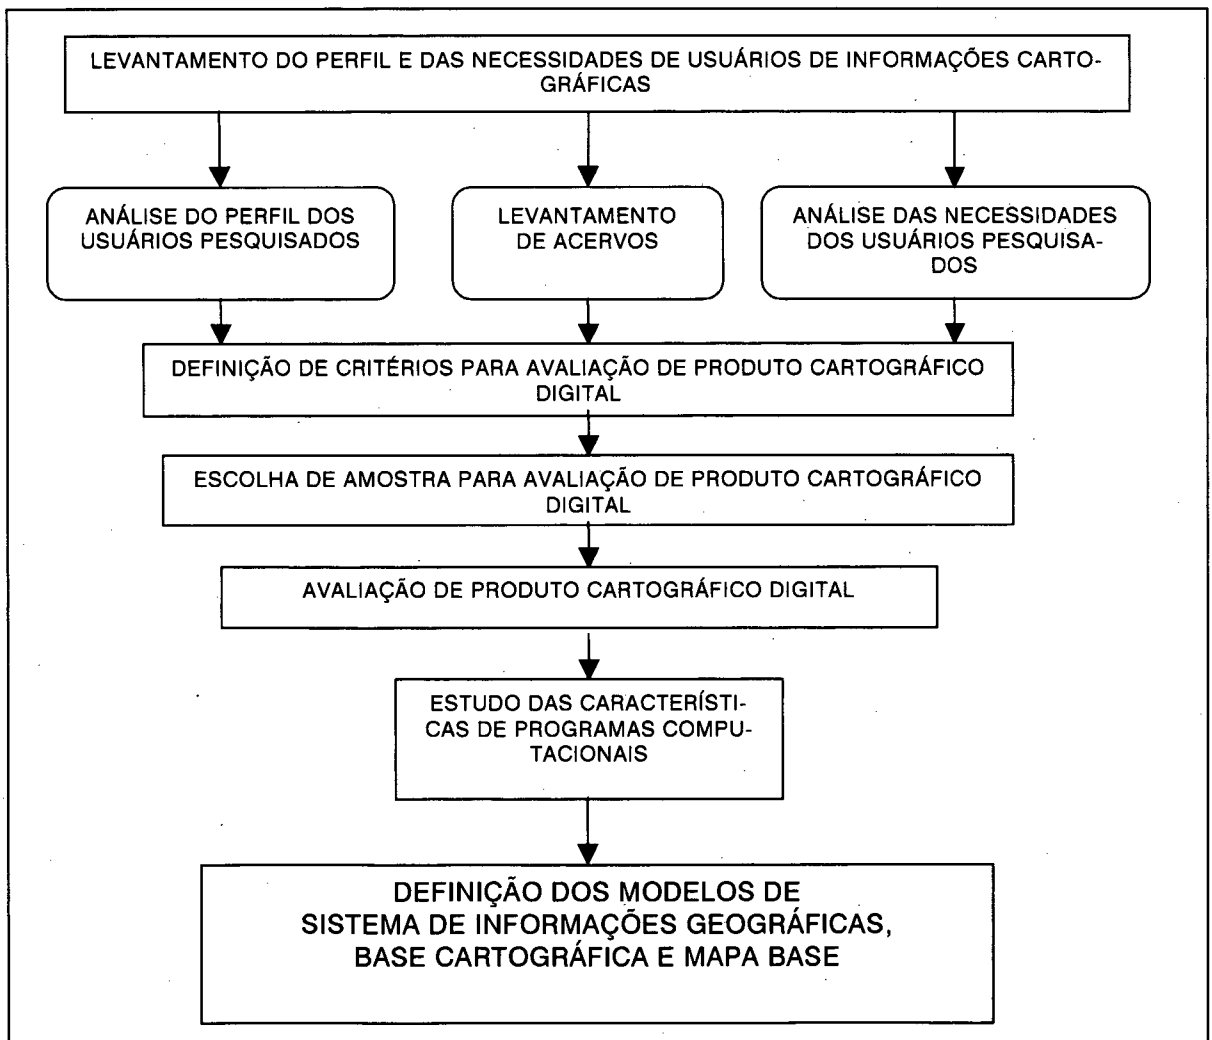 LEVANTAMENTO DO PERFIL E DAS NECESSIDADES DE USUÁRIOS DE INFORMAÇÕES CARTO-
GRÁFICAS
ANÁLISE DO PERFIL DOS
USUÁRIOS PESQUISADOS
LEVANTAMENTO
DE ACERVOS
ANÁLISE DAS NECESSIDADES
DOS USUÁRIOS PESQUISA-
DOS
DEFINIÇÃO DE CRITÉRIOS PARA AVALIAÇÃO DE PRODUTO CARTOGRÁFICO
DIGITAL
ESCOLHA DE AMOSTRA PARA AVALIAÇÃO DE PRODUTO CARTOGRÁFICO
DIGITAL
AVALIAÇÃO DE PRODUTO CARTOGRÁFICO DIGITAL
ESTUDO DAS CARACTERÍSTI-
CAS DE PROGRAMAS COMPU-
TACIONAIS
DEFINIÇÃO DOS MODELOS DE
SISTEMA DE INFORMAÇÕES GEOGRÁFICAS,
BASE CARTOGRÁFICA E MAPA BASE